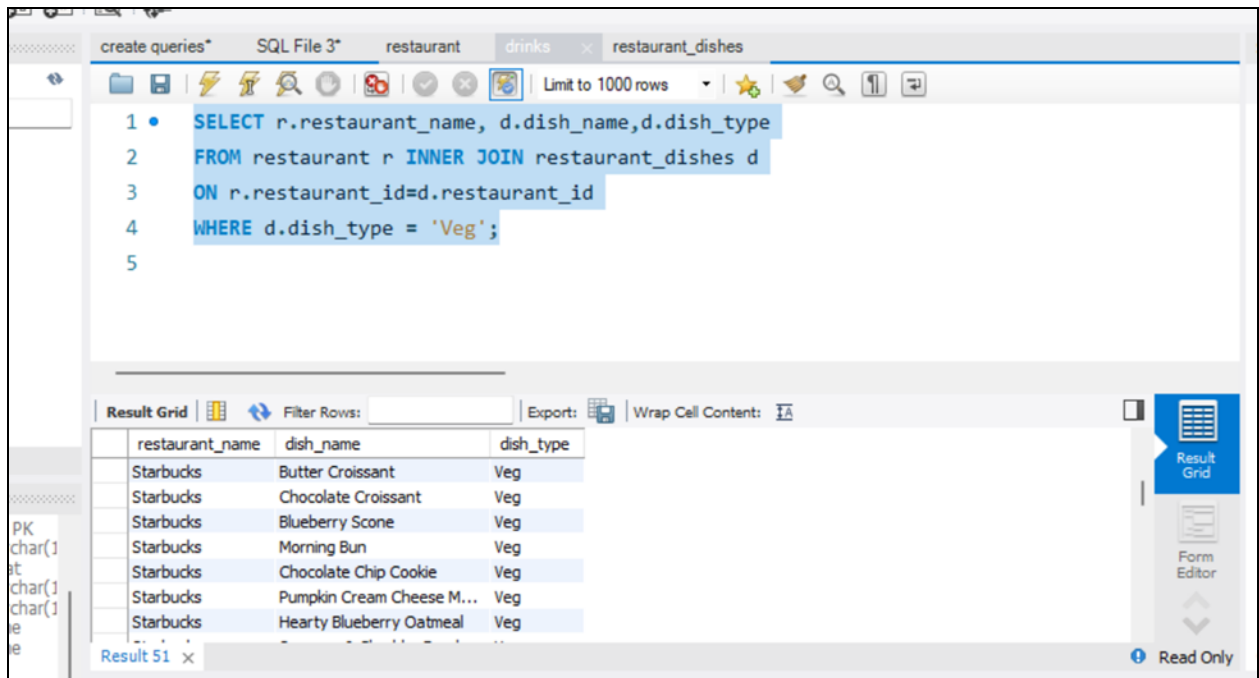 create queries* SQL File 3* restaurant drinks restaurant_dishes
Limit to 1000 rows
1 SELECT r.restaurant_name, d.dish_name,d.dish_type
2 FROM restaurant r INNER JOIN restaurant_dishes d
3 ON r.restaurant_id=d.restaurant_id
4 WHERE d.dish_type = 'Veg';
5
Result Grid Filter Rows: Export: Wrap Cell Content:
restaurant_name dish_name dish_type
Starbucks Butter Croissant Veg
Starbucks Chocolate Croissant Veg
Starbucks Blueberry Scone Veg
Starbucks Morning Bun Veg
Starbucks Chocolate Chip Cookie Veg
Starbucks Pumpkin Cream Cheese M... Veg
Starbucks Hearty Blueberry Oatmeal Veg
Result 51
Read Only
Result
Grid
Form
Editor
PK
char(1
at
char(1
char(1